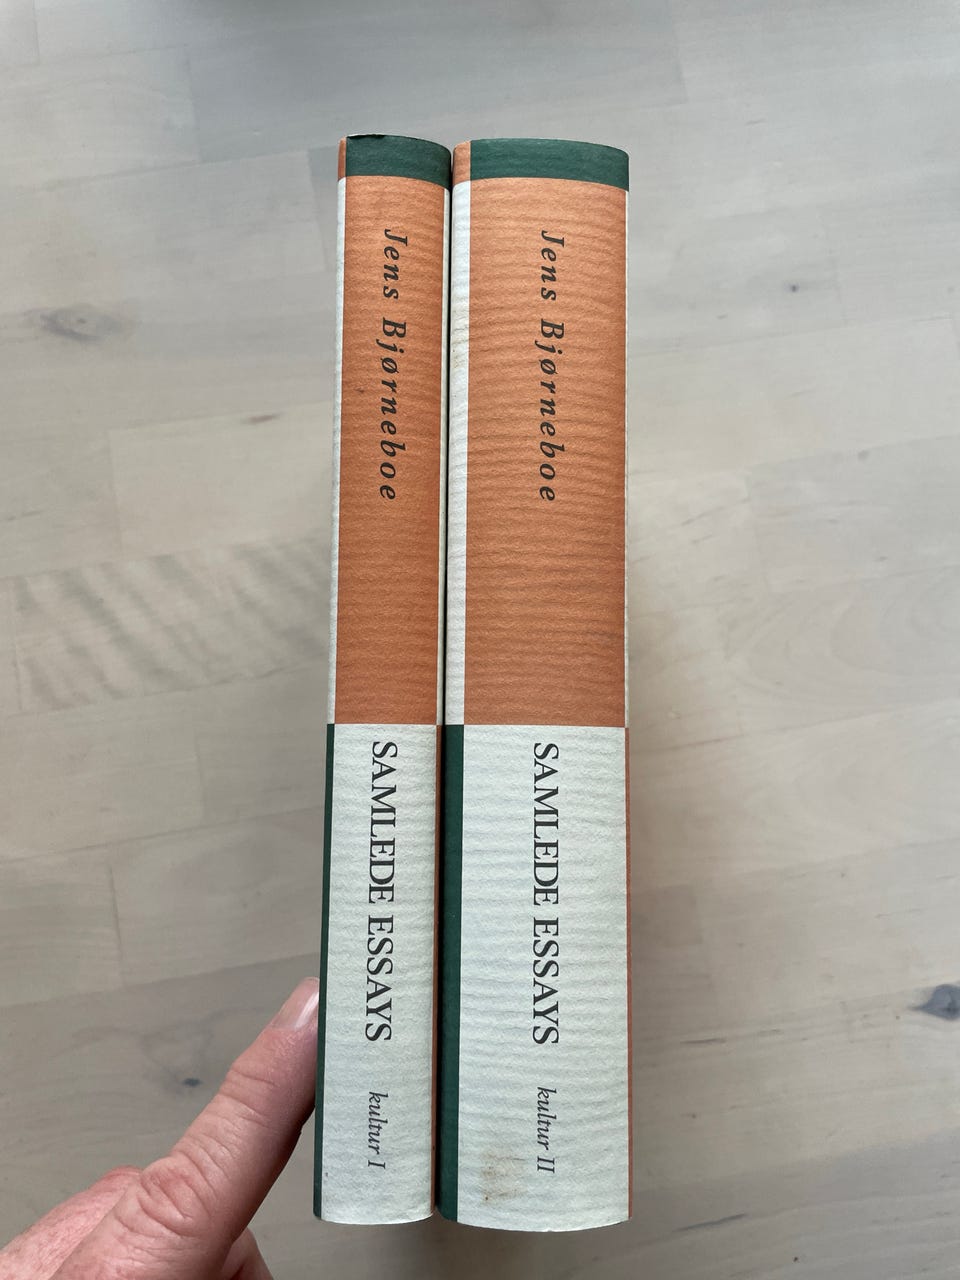 Jens Bjørneboe
SAMLEDE ESSAYS
kultur I
Jens Bjørneboe
SAMLEDE ESSAYS
kultur II